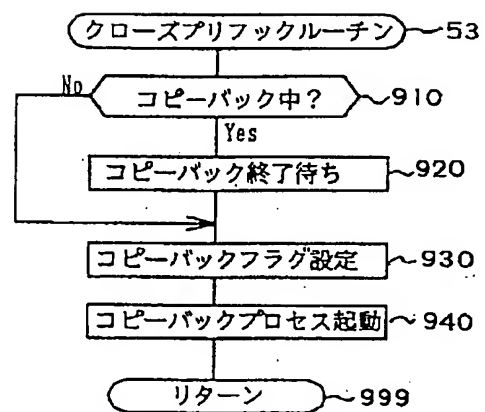 クローズプリフックルーチン 53
コピーバック中? 910
No
Yes
コピーバック終了待ち 920
コピーバックフラグ設定 930
コピーバックプロセス起動 940
リターン 999